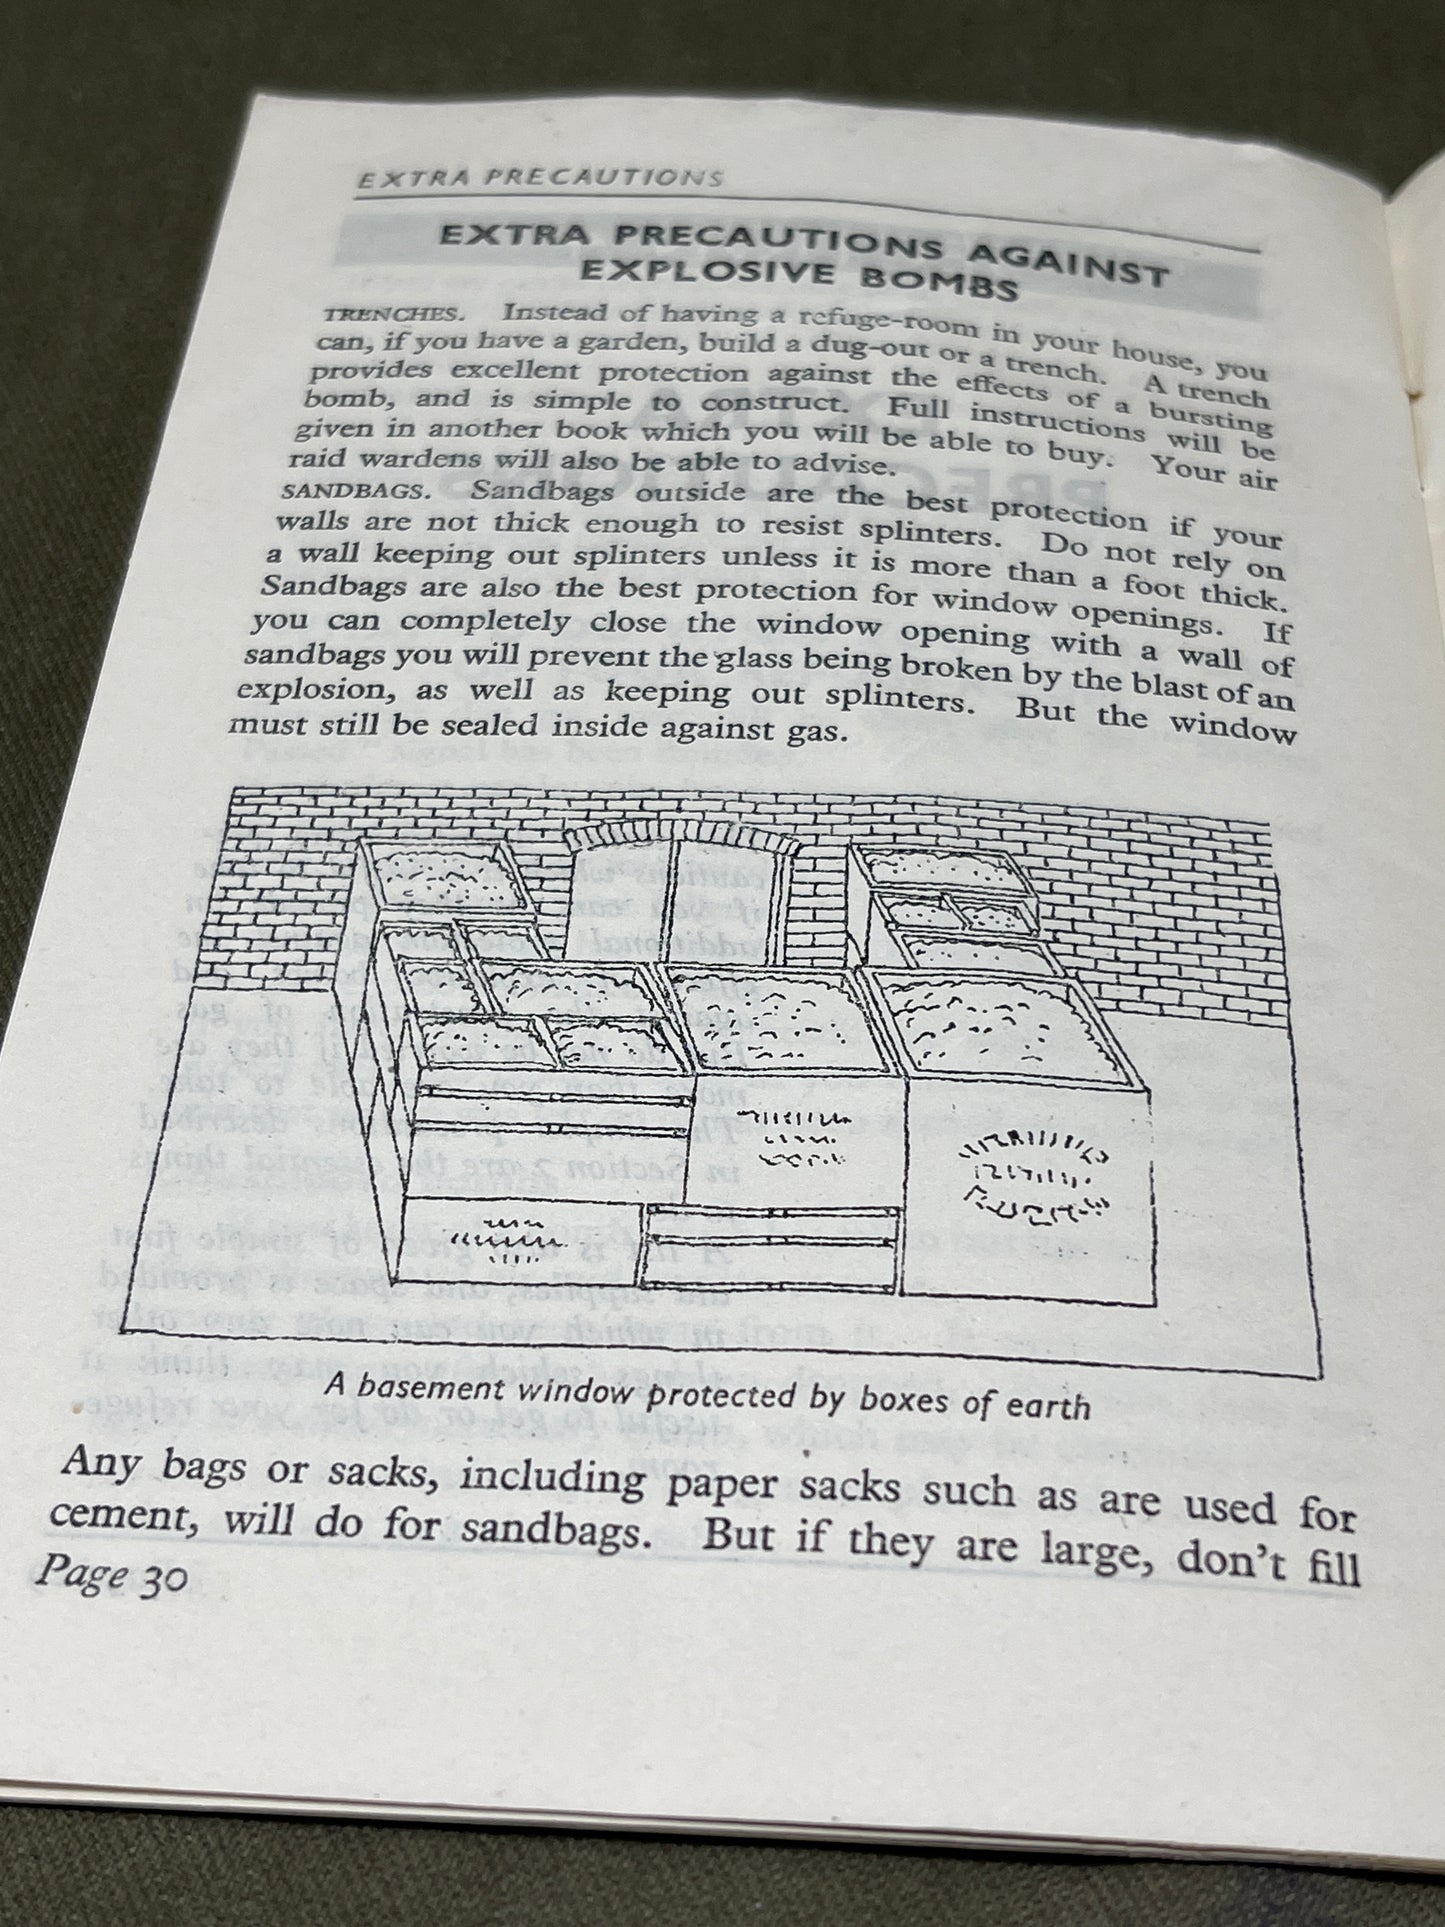 EXTRA PRECAUTIONS
EXTRA PRECAUTIONS AGAINST
EXPLOSIVE BOMBS
TRENCHES. Instead of having a refuge-room in your house, you
can, if you have a garden, build a dug-out or a trench. A trench
provides excellent protection against the effects of a bursting
bomb, and is simple to construct. Full instructions will be
given in another book which you will be able to buy. Your air
raid wardens will also be able to advise.
SANDBAGS. Sandbags outside are the best protection if your
walls are not thick enough to resist splinters. Do not rely on
a wall keeping out splinters unless it is more than a foot thick.
Sandbags are also the best protection for window openings. If
you can completely close the window opening with a wall of
sandbags you will prevent the glass being broken by the blast of an
explosion, as well as keeping out splinters. But the window
must still be sealed inside against gas.
A basement window protected by boxes of earth
Any bags or sacks, including paper sacks such as are used for
cement, will do for sandbags. But if they are large, don't fill
Page 30